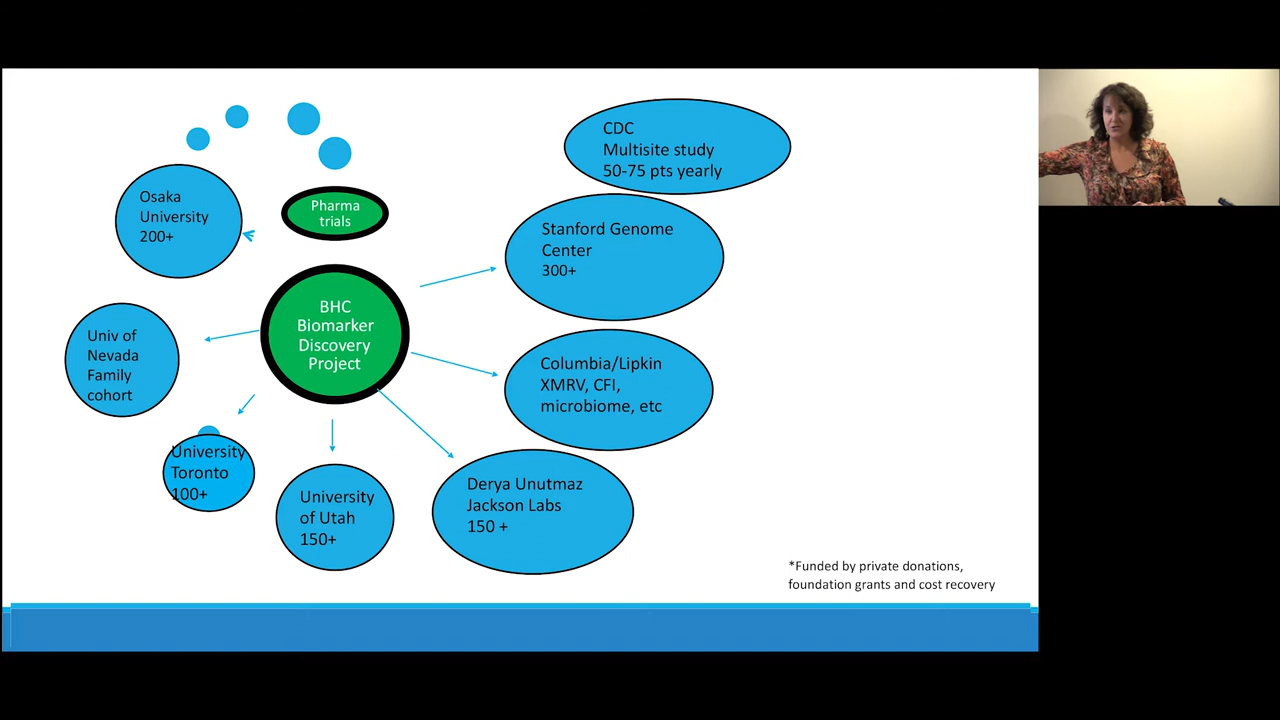 CDC
Multisite study
50-75 pts yearly
Osaka
University
200+
Pharma
trials
Stanford Genome
Center
300+
BHC
Biomarker
Discovery
Project
Univ of
Nevada
Family
cohort
Columbia/Lipkin
XMRV, CFI,
microbiome, etc
University
Toronto
100+
University
of Utah
150+
Derya Unutmaz
Jackson Labs
150 +
*Funded by private donations,
foundation grants and cost recovery